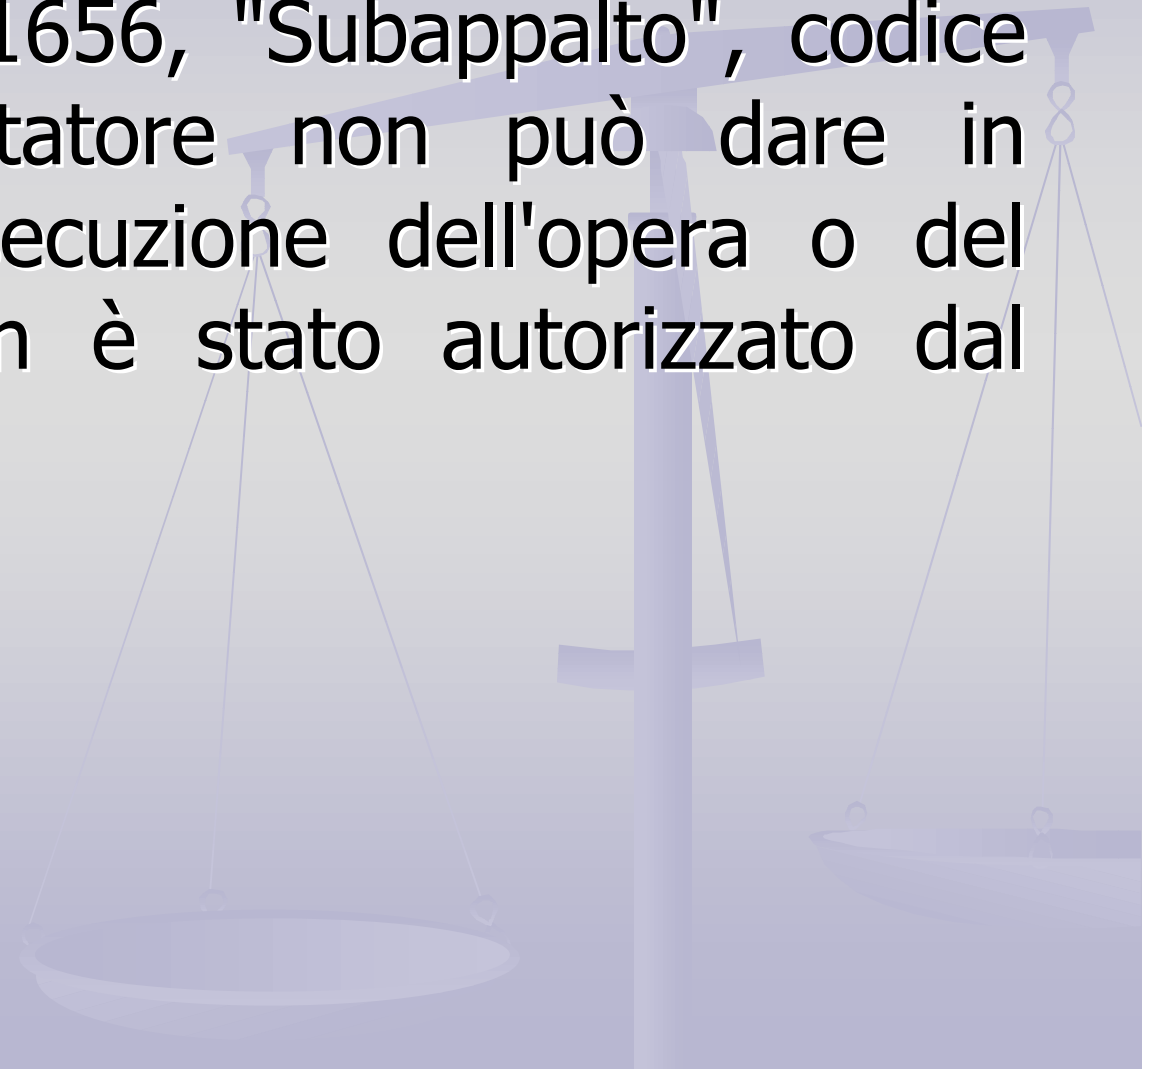 1656, "Subappalto", codice
tatore non può dare in
ecuzione dell'opera o del
n è stato autorizzato dal